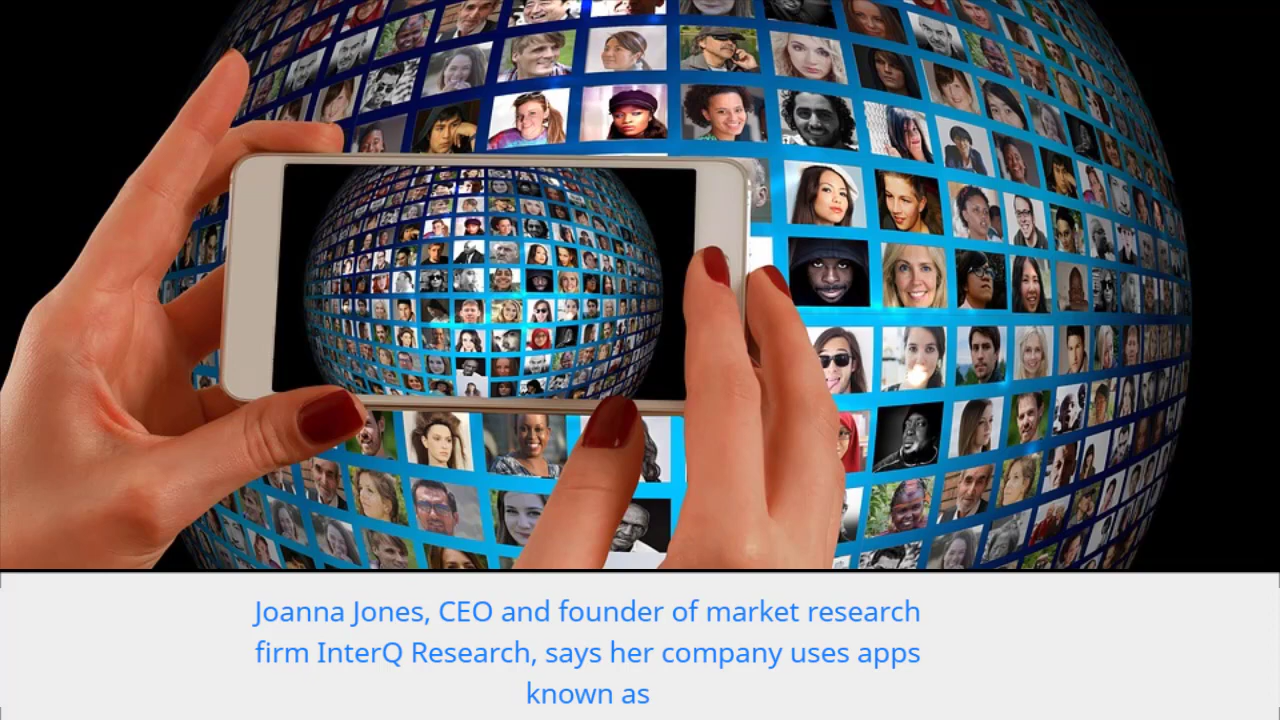 Joanna Jones, CEO and founder of market research
firm InterQ Research, says her company uses apps
known as